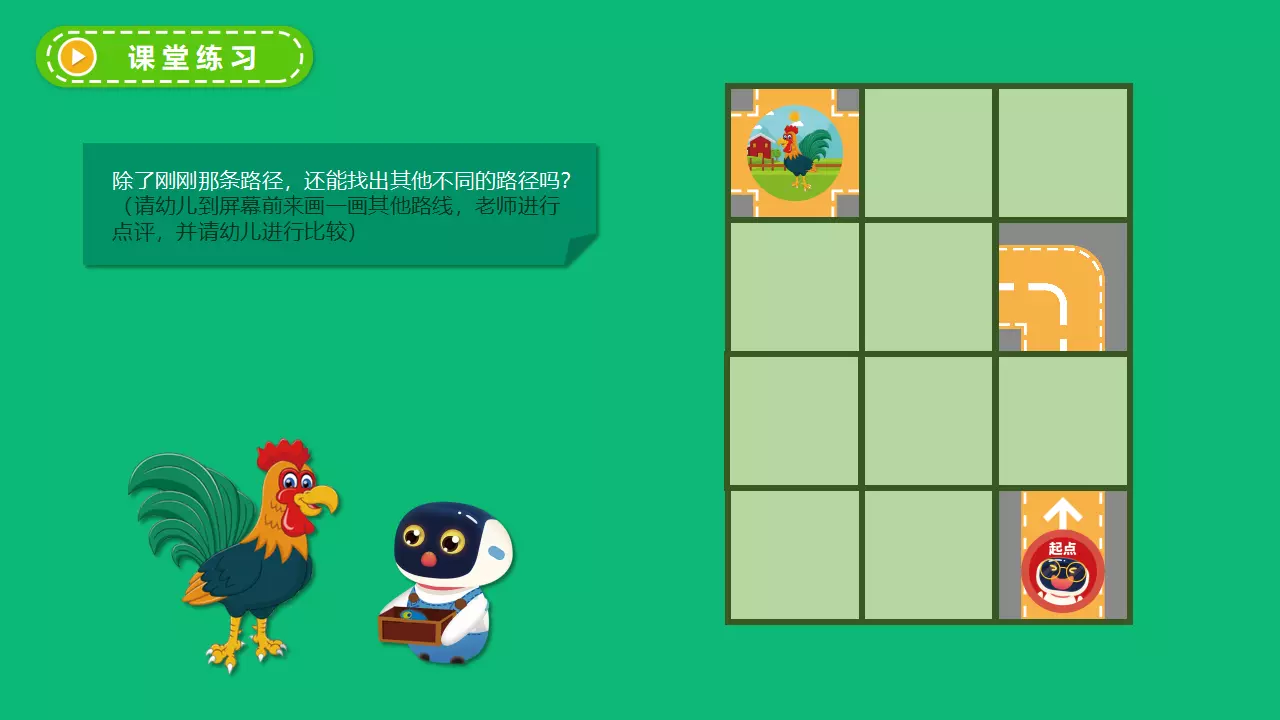 课堂练习
除了刚刚那条路径，还能找出其他不同的路径吗？
（请幼儿到屏幕前来画一画其他路线，老师进行
点评，并请幼儿进行比较）
起点